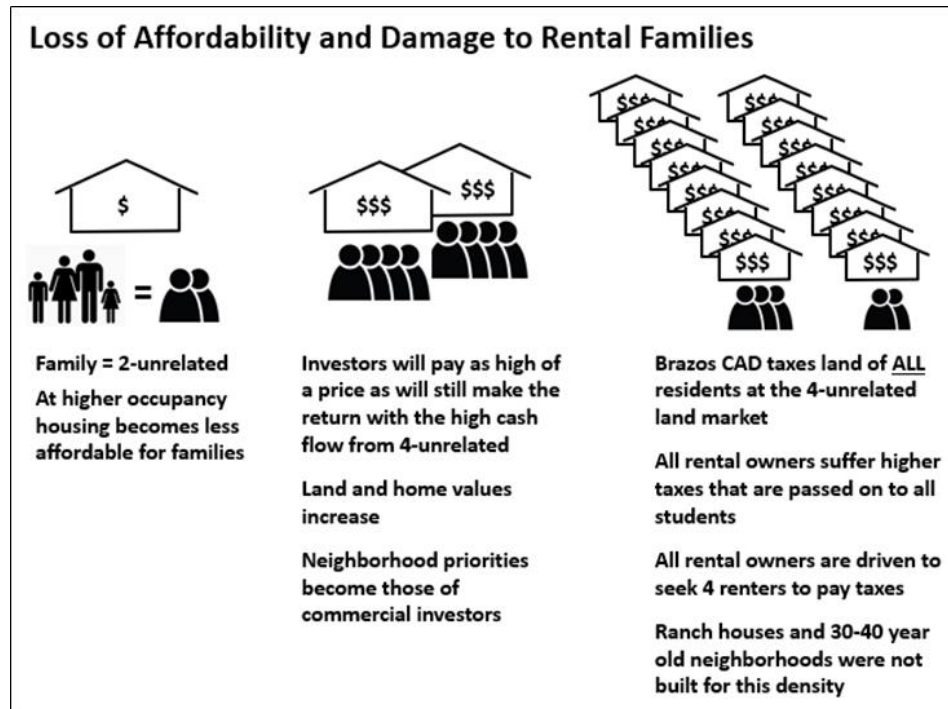 Loss of Affordability and Damage to Rental Families
$
=
Family = 2-unrelated
At higher occupancy
housing becomes less
affordable for families
$$$
$$$
Investors will pay as high of
a price as will still make the
return with the high cash
flow from 4-unrelated
Land and home values
increase
Neighborhood priorities
become those of
commercial investors
$$$ $$$
$$$ $$$
$$$ $$$
$$$ $$$
$$$ $$$
$$$ $$$
$$$ $$$
$$$ $$$
Brazos CAD taxes land of ALL
residents at the 4-unrelated
land market
All rental owners suffer higher
taxes that are passed on to all
students
All rental owners are driven to
seek 4 renters to pay taxes
Ranch houses and 30-40 year
old neighborhoods were not
built for this density